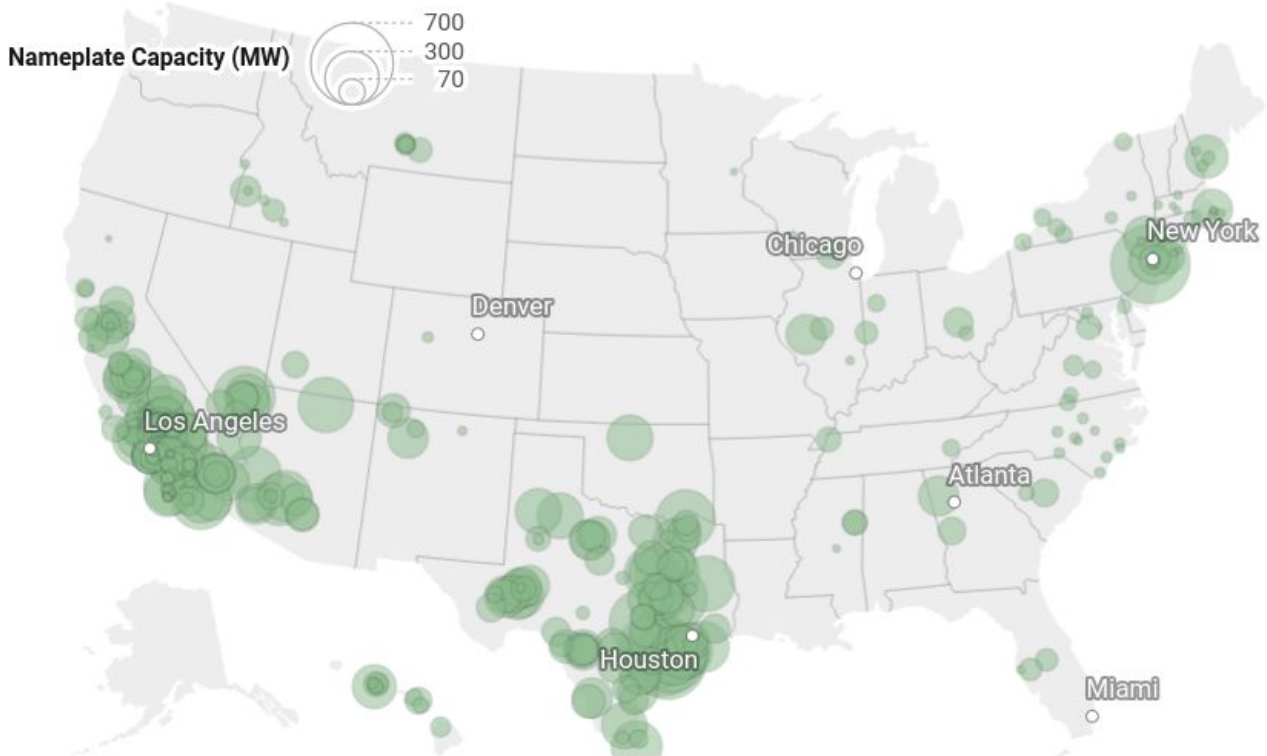 700
Nameplate Capacity (MW)
300
70
New York
Chicago
Denver
Los Angeles
Atlanta
Houston
Miami